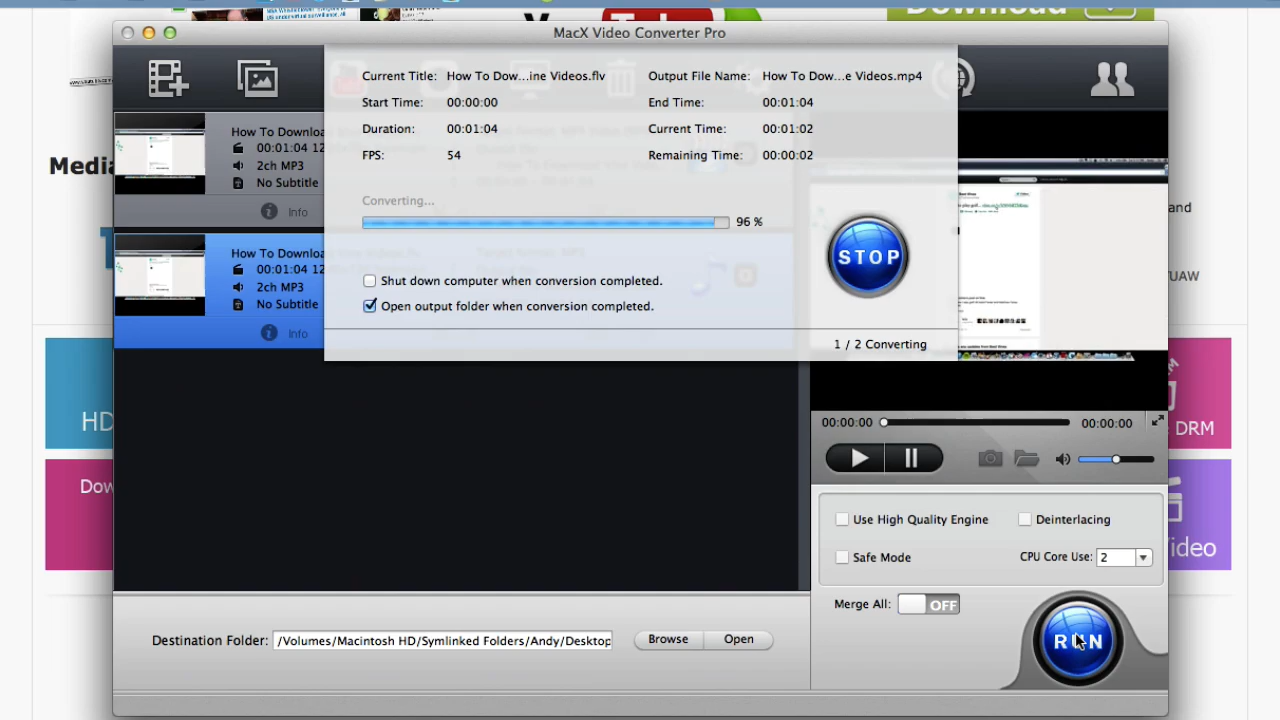 Download
MacX Video Converter Pro
Current Title: How To Dow...ine Videos.flv
Output File Name: How To Dow...e Videos.mp4
Start Time: 00:00:00
End Time: 00:01:04
Duration: 00:01:04
Current Time: 00:01:02
FPS: 54
Remaining Time: 00:00:02
Converting...
96 %
STOP
Shut down computer when conversion completed.
Open output folder when conversion completed.
1 / 2 Converting
How To Downloa
00:01:04 12
2ch MP3
No Subtitle
Info
How To Downloa
00:01:04 12
2ch MP3
No Subtitle
Info
Media
and
TUAW
HD
DRM
Dow
ideo
00:00:00
00:00:00
Use High Quality Engine
Deinterlacing
Safe Mode
CPU Core Use: 2
Merge All: OFF
RUN
Destination Folder: /Volumes/Macintosh HD/Symlinked Folders/Andy/Desktop
Browse
Open